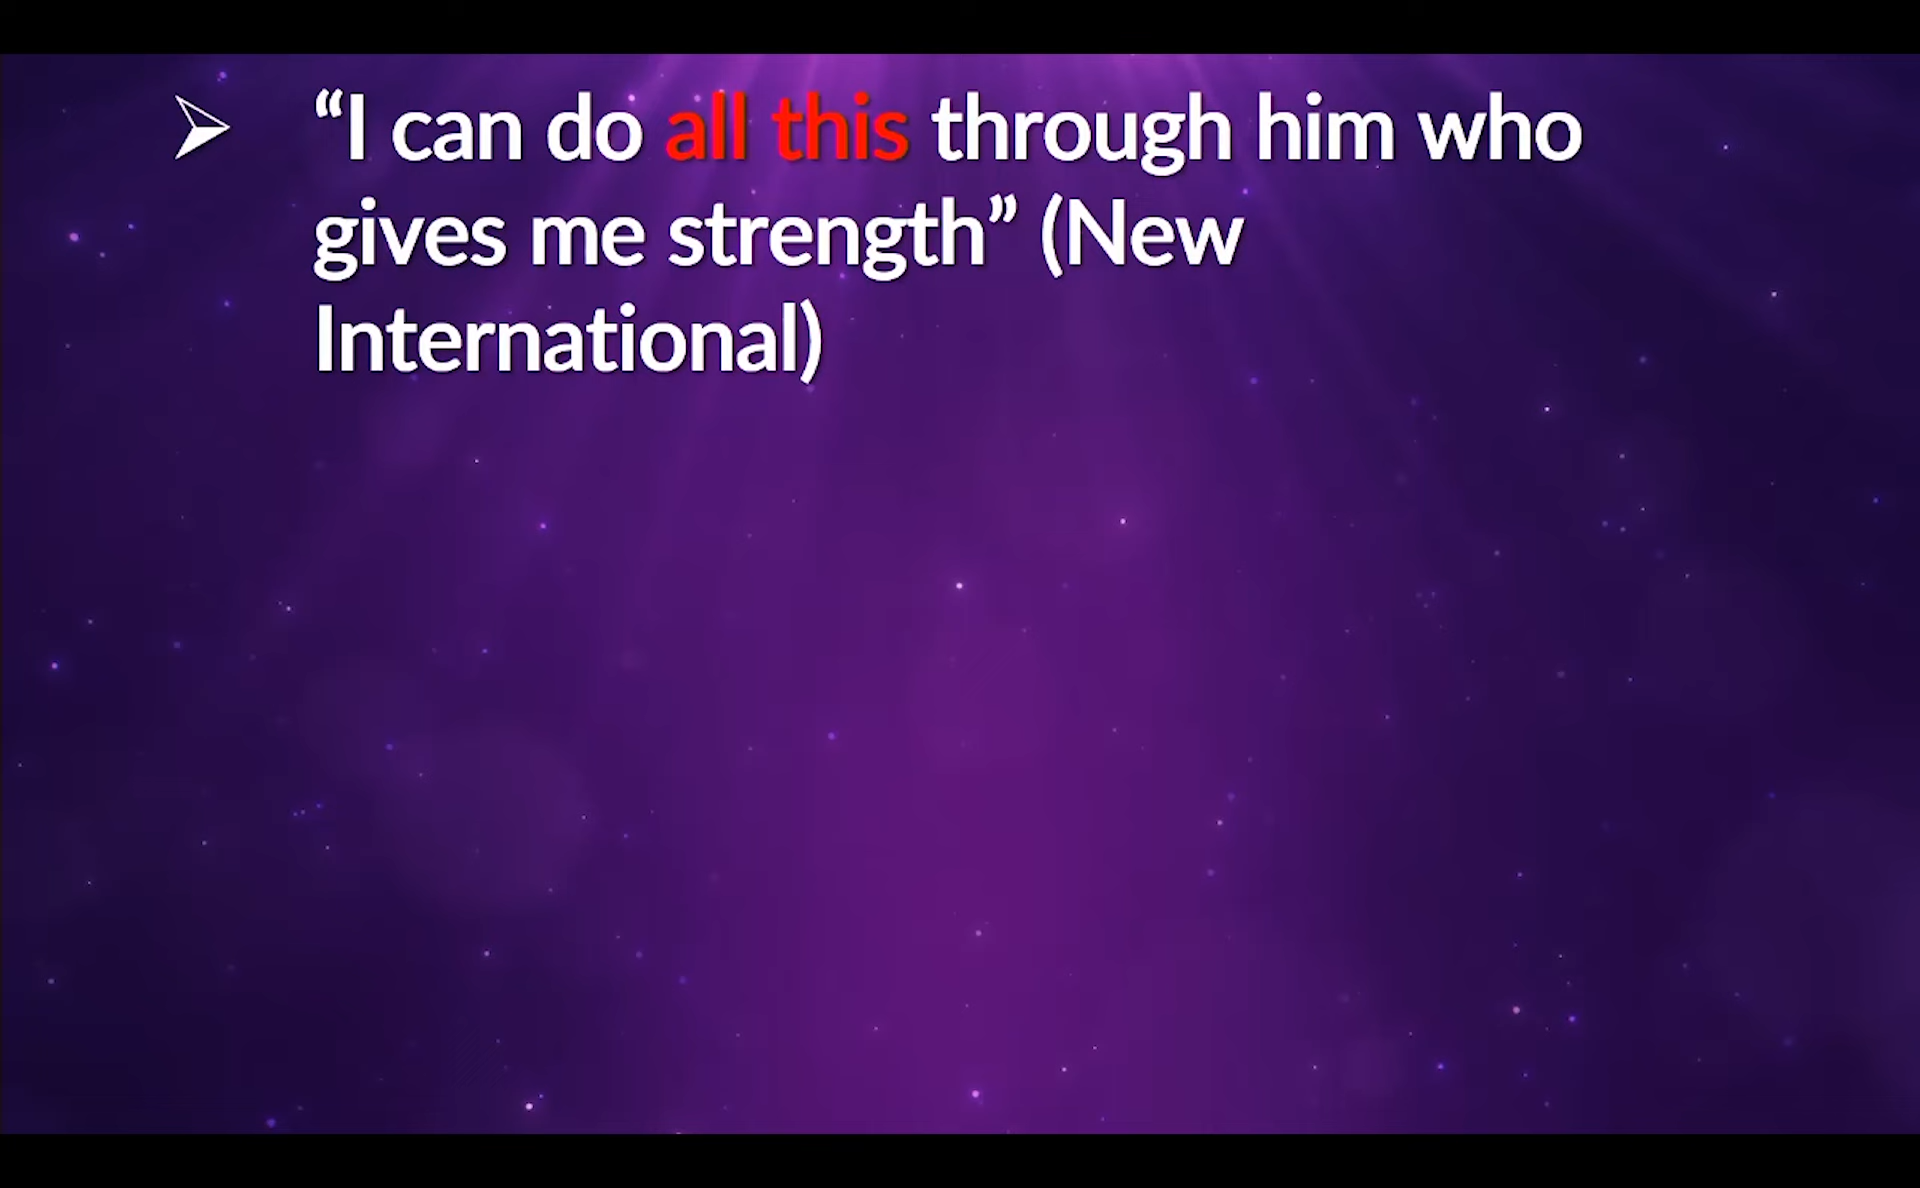 “I can do all this through him who
gives me strength” (New
International)